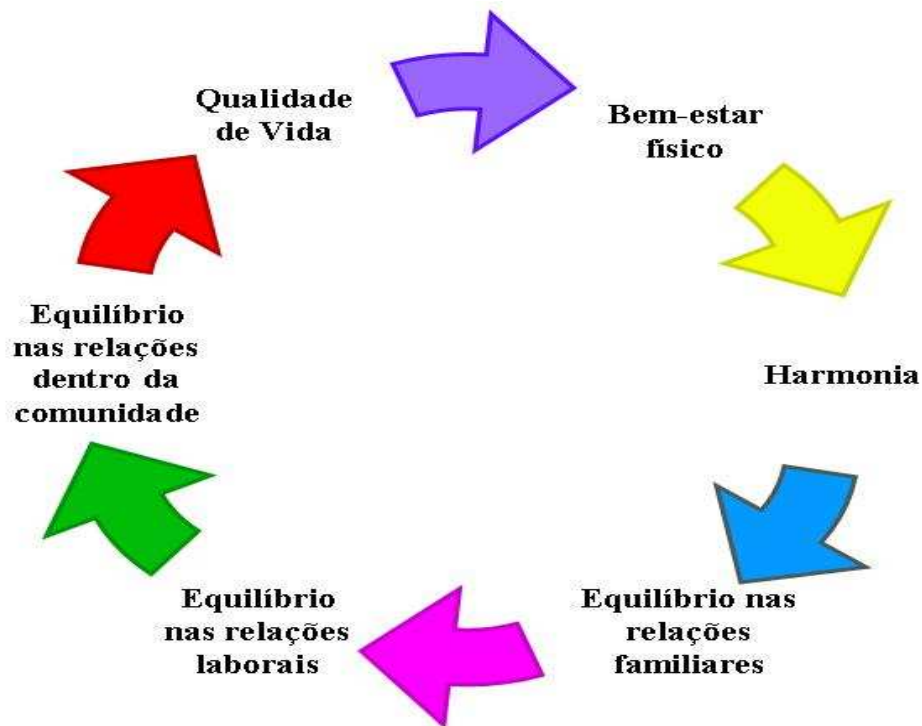 Qualidade
de Vida
Bem-estar
físico
Harmonia
Equilíbrio nas
relações
familiares
Equilíbrio
nas relações
laborais
Equilíbrio
nas relações
dentro da
comunidade